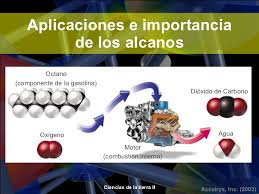 Aplicaciones e importancia
de los alcanos
Octano
(componente de la gasolina)
Dióxido de Carbono
Oxígeno
Motor
(combustión interna)
Agua
Ciencias de la tierra II
Accelrys, Inc. (2003)